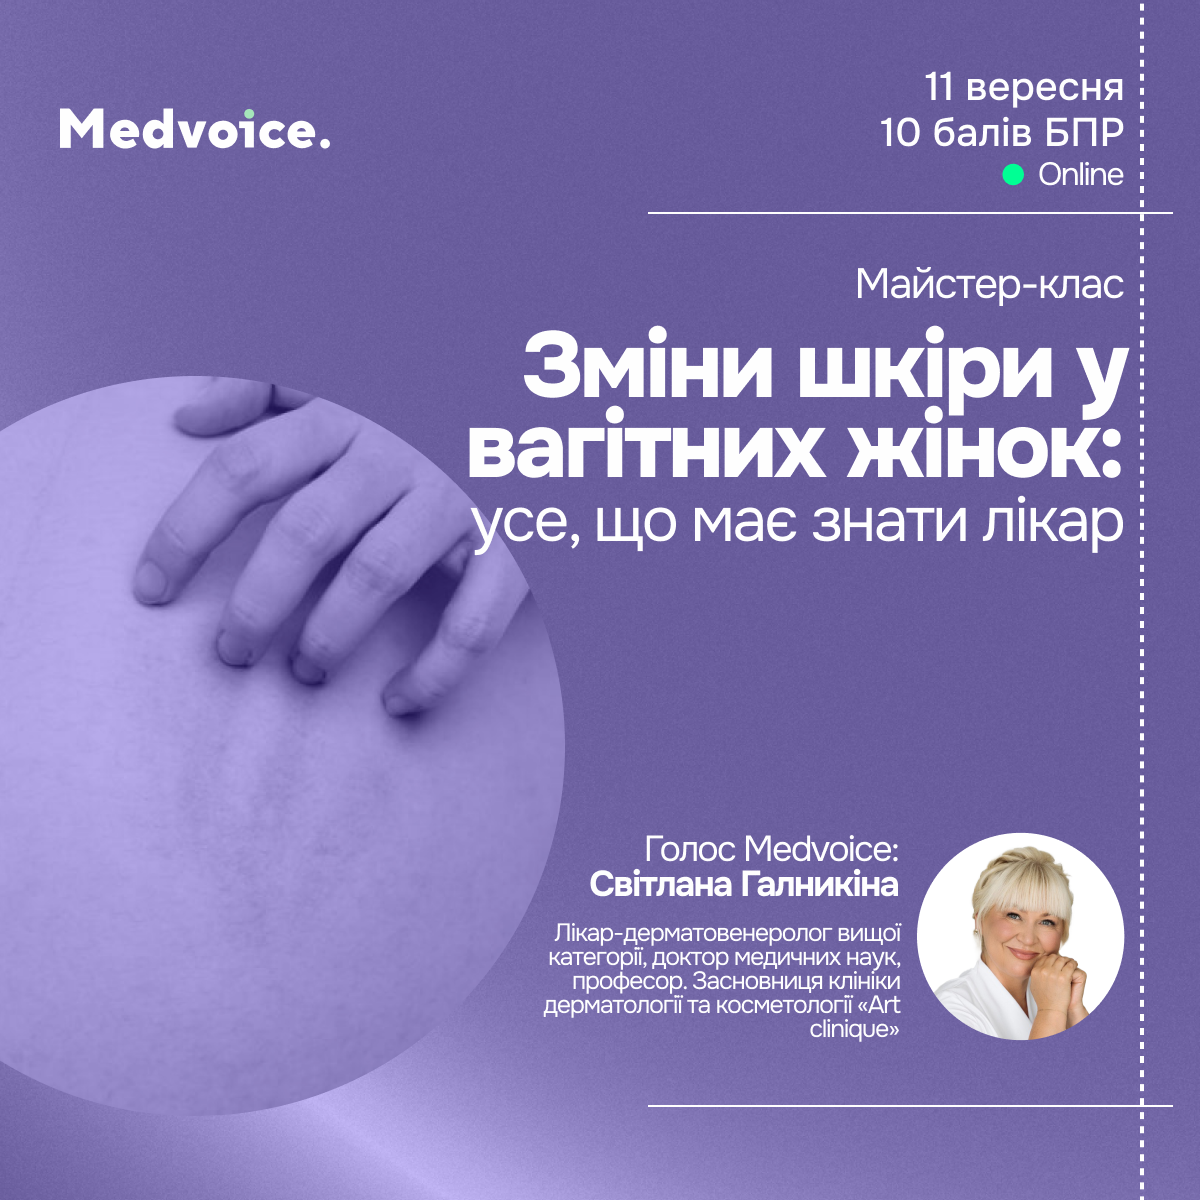 Medvoice.
11 вересня
10 балів БПР
Online
Майстер-клас
Зміни шкіри у
вагітних жінок:
усе, що має знати лікар
Голос Medvoice:
Світлана Галникіна
Лікар-дерматовенеролог вищої
категорії, доктор медичних наук,
професор. Засновниця клініки
дерматології та косметології «Art
clinique»